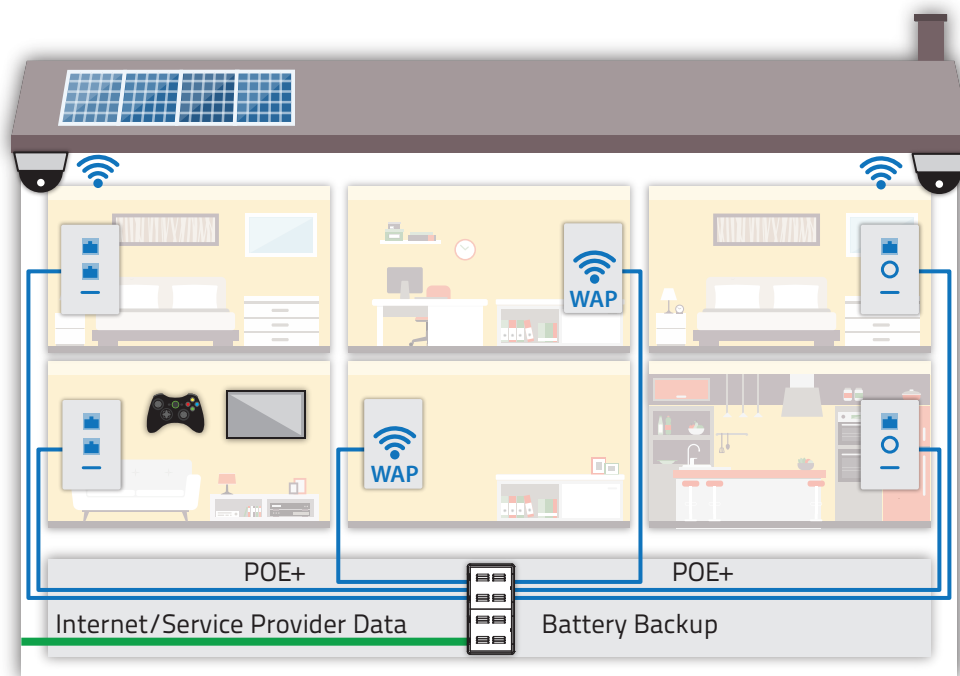 WAP
WAP
POE+
POE+
Internet/Service Provider Data
Battery Backup